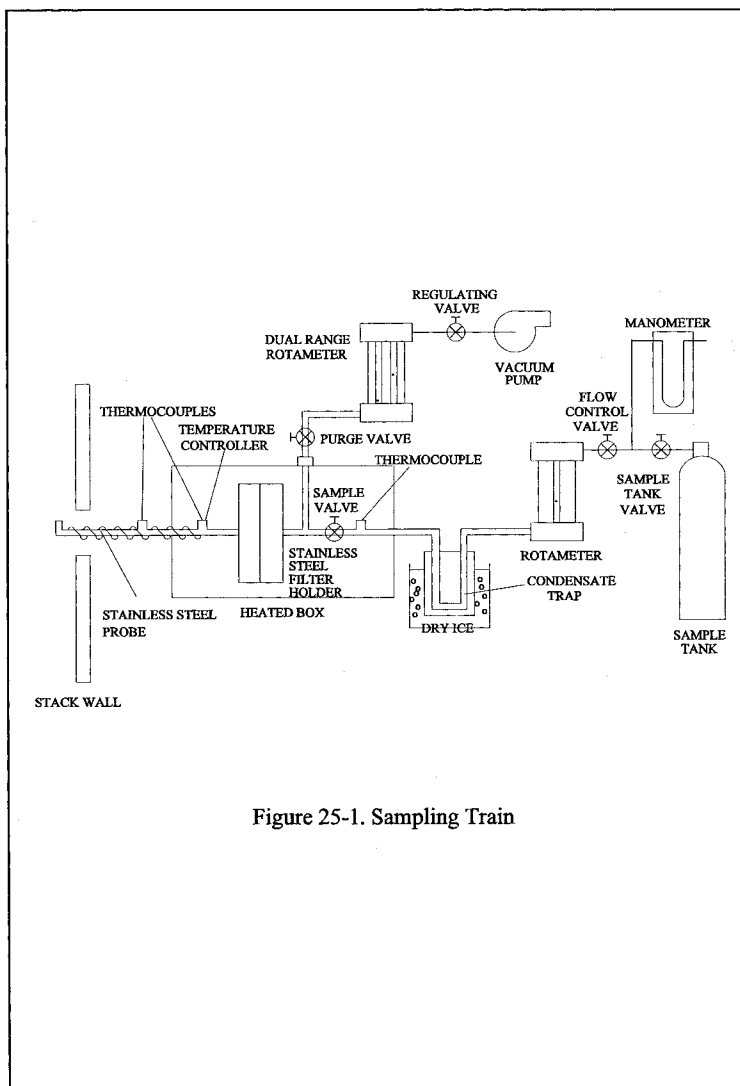 REGULATING
VALVE
DUAL RANGE
ROTAMETER
MANOMETER
VACUUM
PUMP
THERMOCOUPLES
TEMPERATURE
CONTROLLER
FLOW
CONTROL
VALVE
PURGE VALVE
THERMOCOUPLE
SAMPLE
VALVE
SAMPLE
TANK
VALVE
STAINLESS
STEEL
FILTER
HOLDER
ROTAMETER
CONDENSATE
TRAP
HEATED BOX
STAINLESS STEEL
PROBE
DRY ICE
SAMPLE
TANK
STACK WALL
Figure 25-1. Sampling Train